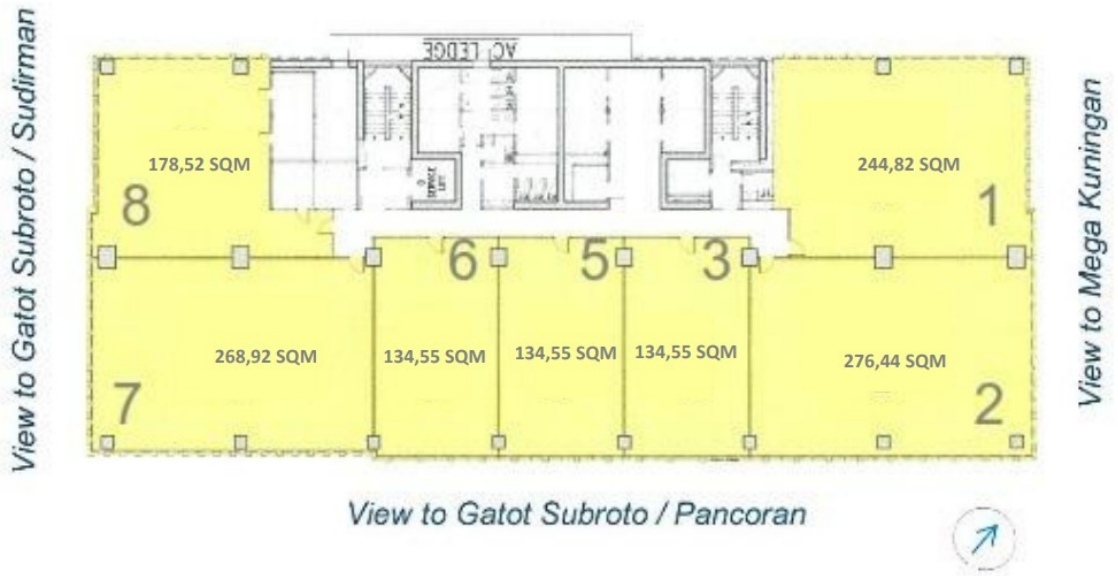 AC LEDGE
View to Gatot Subroto / Sudirman
View to Mega Kuningan
178,52 SQM
244,82 SQM
SERVICE
LIFT
8
1
6
5
3
268,92 SQM
134,55 SQM
134,55 SQM
134,55 SQM
276,44 SQM
7
2
View to Gatot Subroto / Pancoran